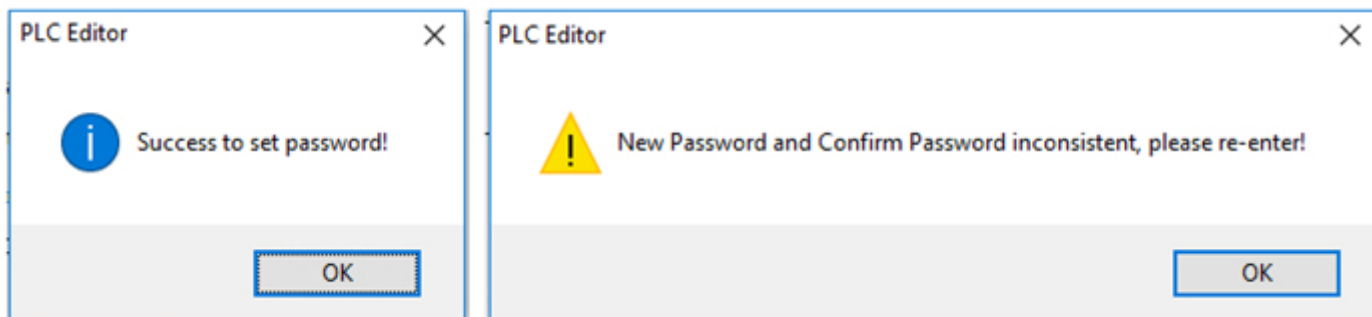 PLC Editor
Success to set password!
OK
PLC Editor
New Password and Confirm Password inconsistent, please re-enter!
OK